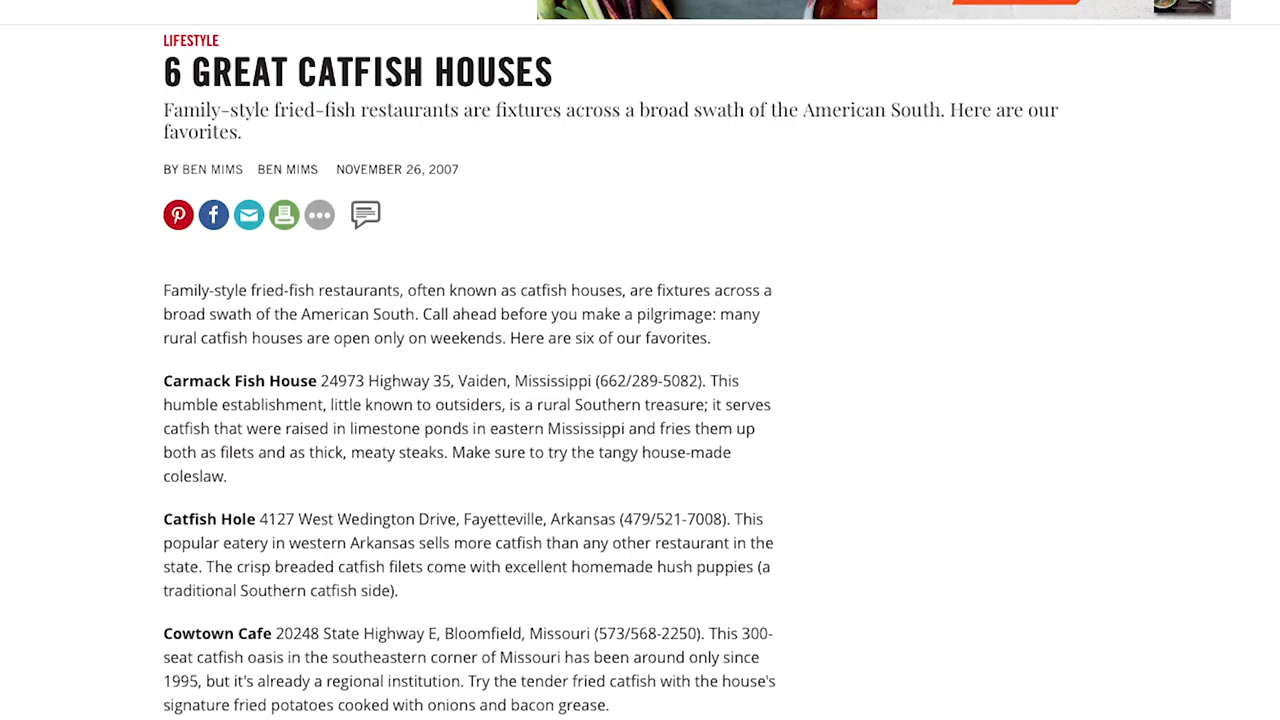 LIFESTYLE
6 GREAT CATFISH HOUSES
Family-style fried-fish restaurants are fixtures across a broad swath of the American South. Here are our
favorites.
BY BEN MIMS BEN MIMS NOVEMBER 26, 2007
Family-style fried-fish restaurants, often known as catfish houses, are fixtures across a
broad swath of the American South. Call ahead before you make a pilgrimage: many
rural catfish houses are open only on weekends. Here are six of our favorites.
Carmack Fish House 24973 Highway 35, Vaiden, Mississippi (662/289-5082). This
humble establishment, little known to outsiders, is a rural Southern treasure; it serves
catfish that were raised in limestone ponds in eastern Mississippi and fries them up
both as filets and as thick, meaty steaks. Make sure to try the tangy house-made
coleslaw.
Catfish Hole 4127 West Wedington Drive, Fayetteville, Arkansas (479/521-7008). This
popular eatery in western Arkansas sells more catfish than any other restaurant in the
state. The crisp breaded catfish filets come with excellent homemade hush puppies (a
traditional Southern catfish side).
Cowtown Cafe 20248 State Highway E, Bloomfield, Missouri (573/568-2250). This 300-
seat catfish oasis in the southeastern corner of Missouri has been around only since
1995, but it's already a regional institution. Try the tender fried catfish with the house's
signature fried potatoes cooked with onions and bacon grease.